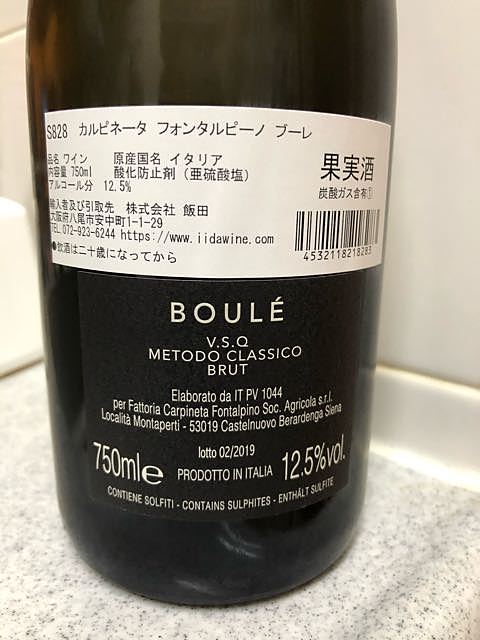 S828 カルピネータ フォンタルピーノ ブーレ
品名 ワイン 原産国名 イタリア
内容量 750ml 酸化防止剤（亜硫酸塩）
アルコール分 12.5%
果実酒
炭酸ガス含有①
輸入者及び引取先 株式会社 飯田
大阪府八尾市安中町1-1-29
TEL.072-923-6244 https://www.iidawine.com
●飲酒は二十歳になってから
4532118218283
BOULÉ
V.S.Q
METODO CLASSICO
BRUT
Elaborato da IT PV 1044
per Fattoria Carpineta Fontalpino Soc. Agricola s.r.l.
Località Montaperti - 53019 Castelnuovo Berardenga Siena
lotto 02/2019
750ml e PRODOTTO IN ITALIA 12.5%vol.
CONTIENE SOLFITI - CONTAINS SULPHITES - ENTHÄLT SULFITE